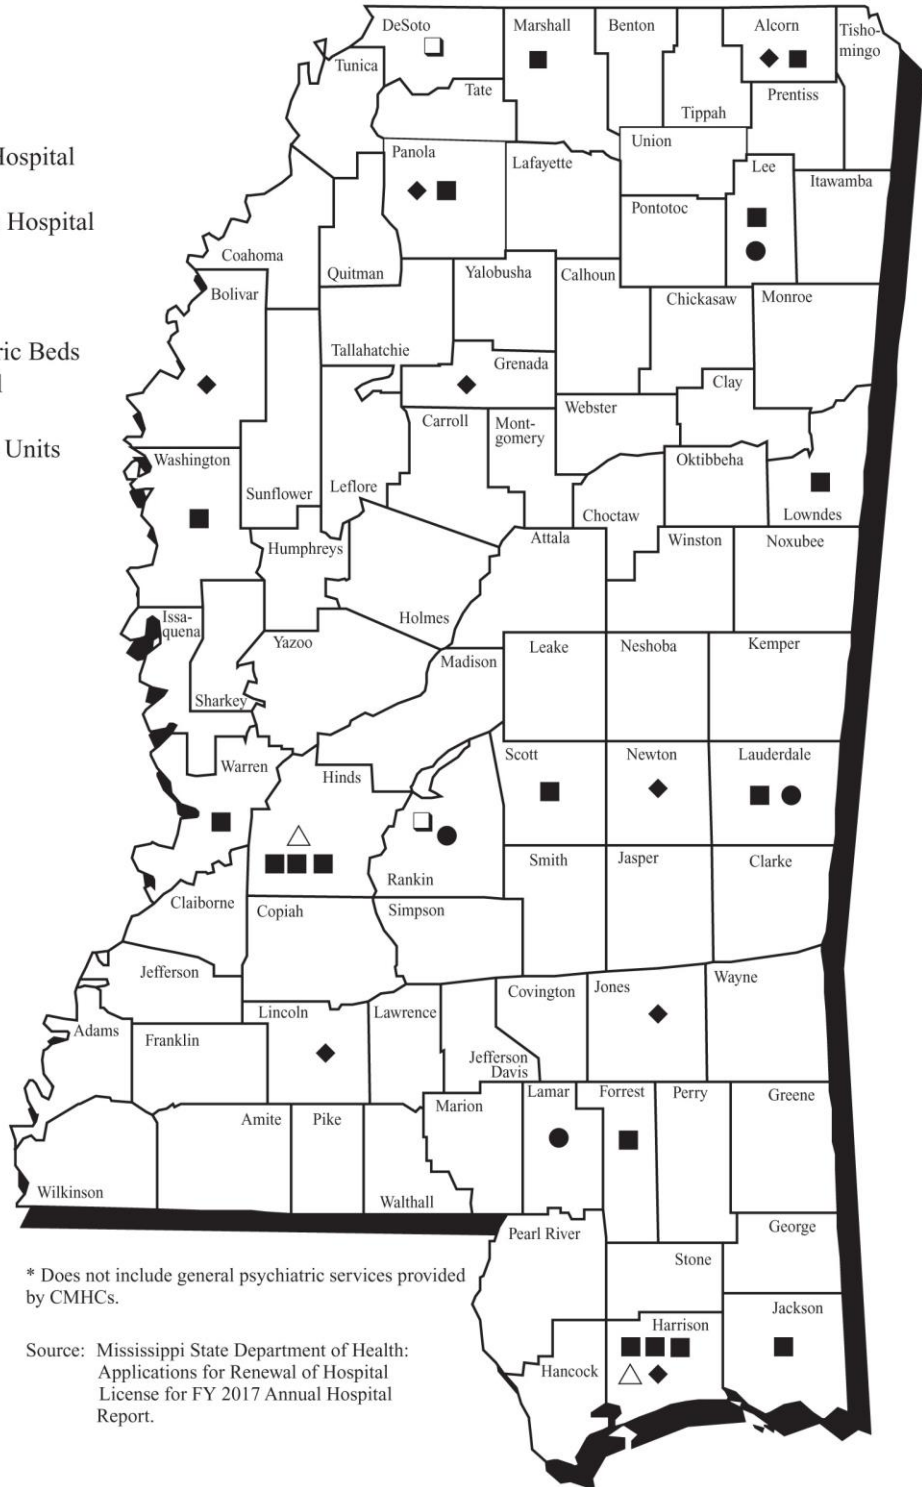 DeSoto
Marshall
Benton
Alcorn
Tisho-
mingo
Tunica
Tate
Tippah
Prentiss
Hospital
Panola
Lafayette
Union
Lee
Itawamba
Hospital
Pontotoc
Coahoma
Quitman
Yalobusha
Calhoun
Bolivar
Chickasaw
Monroe
ric Beds
Tallahatchie
Grenada
Clay
Carroll
Mont-
gomery
Webster
Units
Washington
Sunflower
Leflore
Oktibbeha
Choctaw
Lowndes
Humphreys
Attala
Winston
Noxubee
Issa-
quena
Holmes
Yazoo
Madison
Leake
Neshoba
Kemper
Sharkey
Warren
Hinds
Scott
Newton
Lauderdale
Rankin
Smith
Jasper
Clarke
Claiborne
Copiah
Simpson
Jefferson
Covington
Jones
Wayne
Adams
Franklin
Lincoln
Lawrence
Jefferson
Davis
Amite
Pike
Marion
Lamar
Forrest
Perry
Greene
Wilkinson
Walthall
Pearl River
George
Stone
* Does not include general psychiatric services provided
by CMHCs.
Jackson
Harrison
Hancock
Source: Mississippi State Department of Health:
Applications for Renewal of Hospital
License for FY 2017 Annual Hospital
Report.